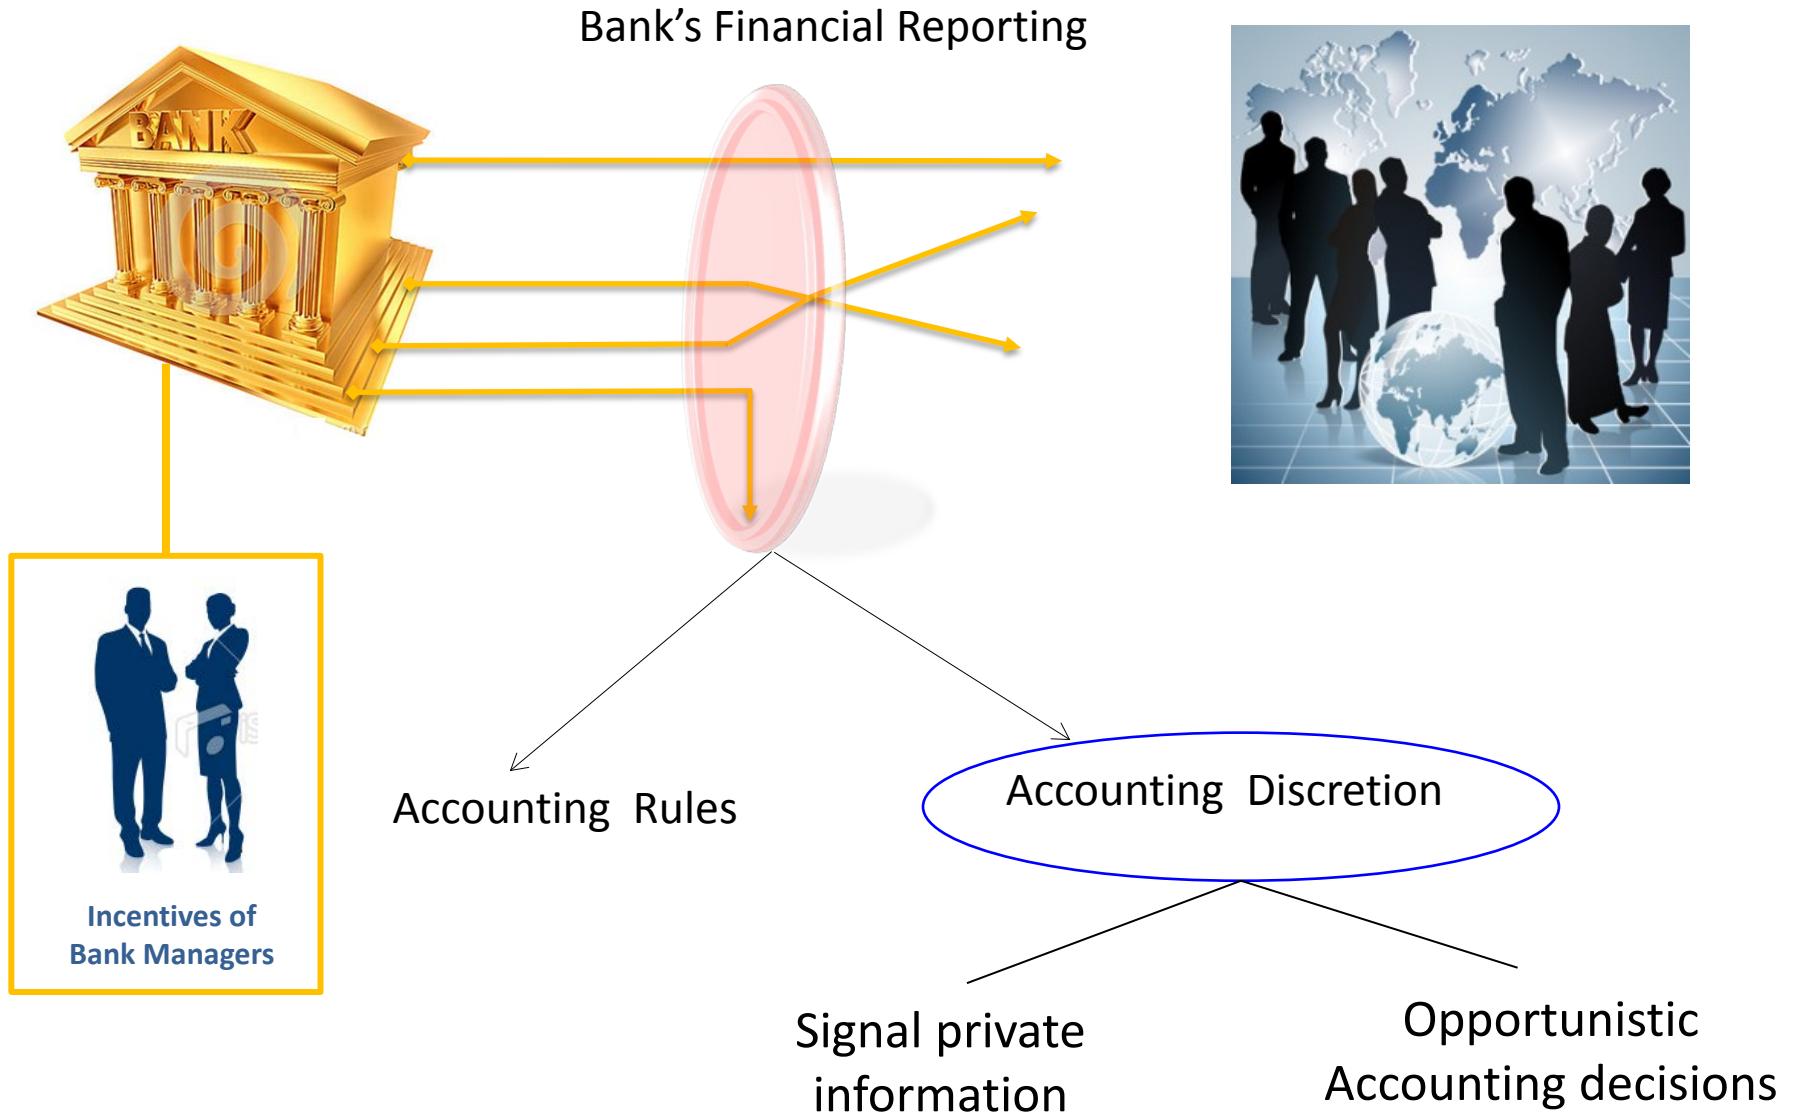 Bank’s Financial Reporting
BANK
Accounting  Rules
Accounting  Discretion
Incentives of
Bank Managers
Signal private
information
Opportunistic
Accounting decisions